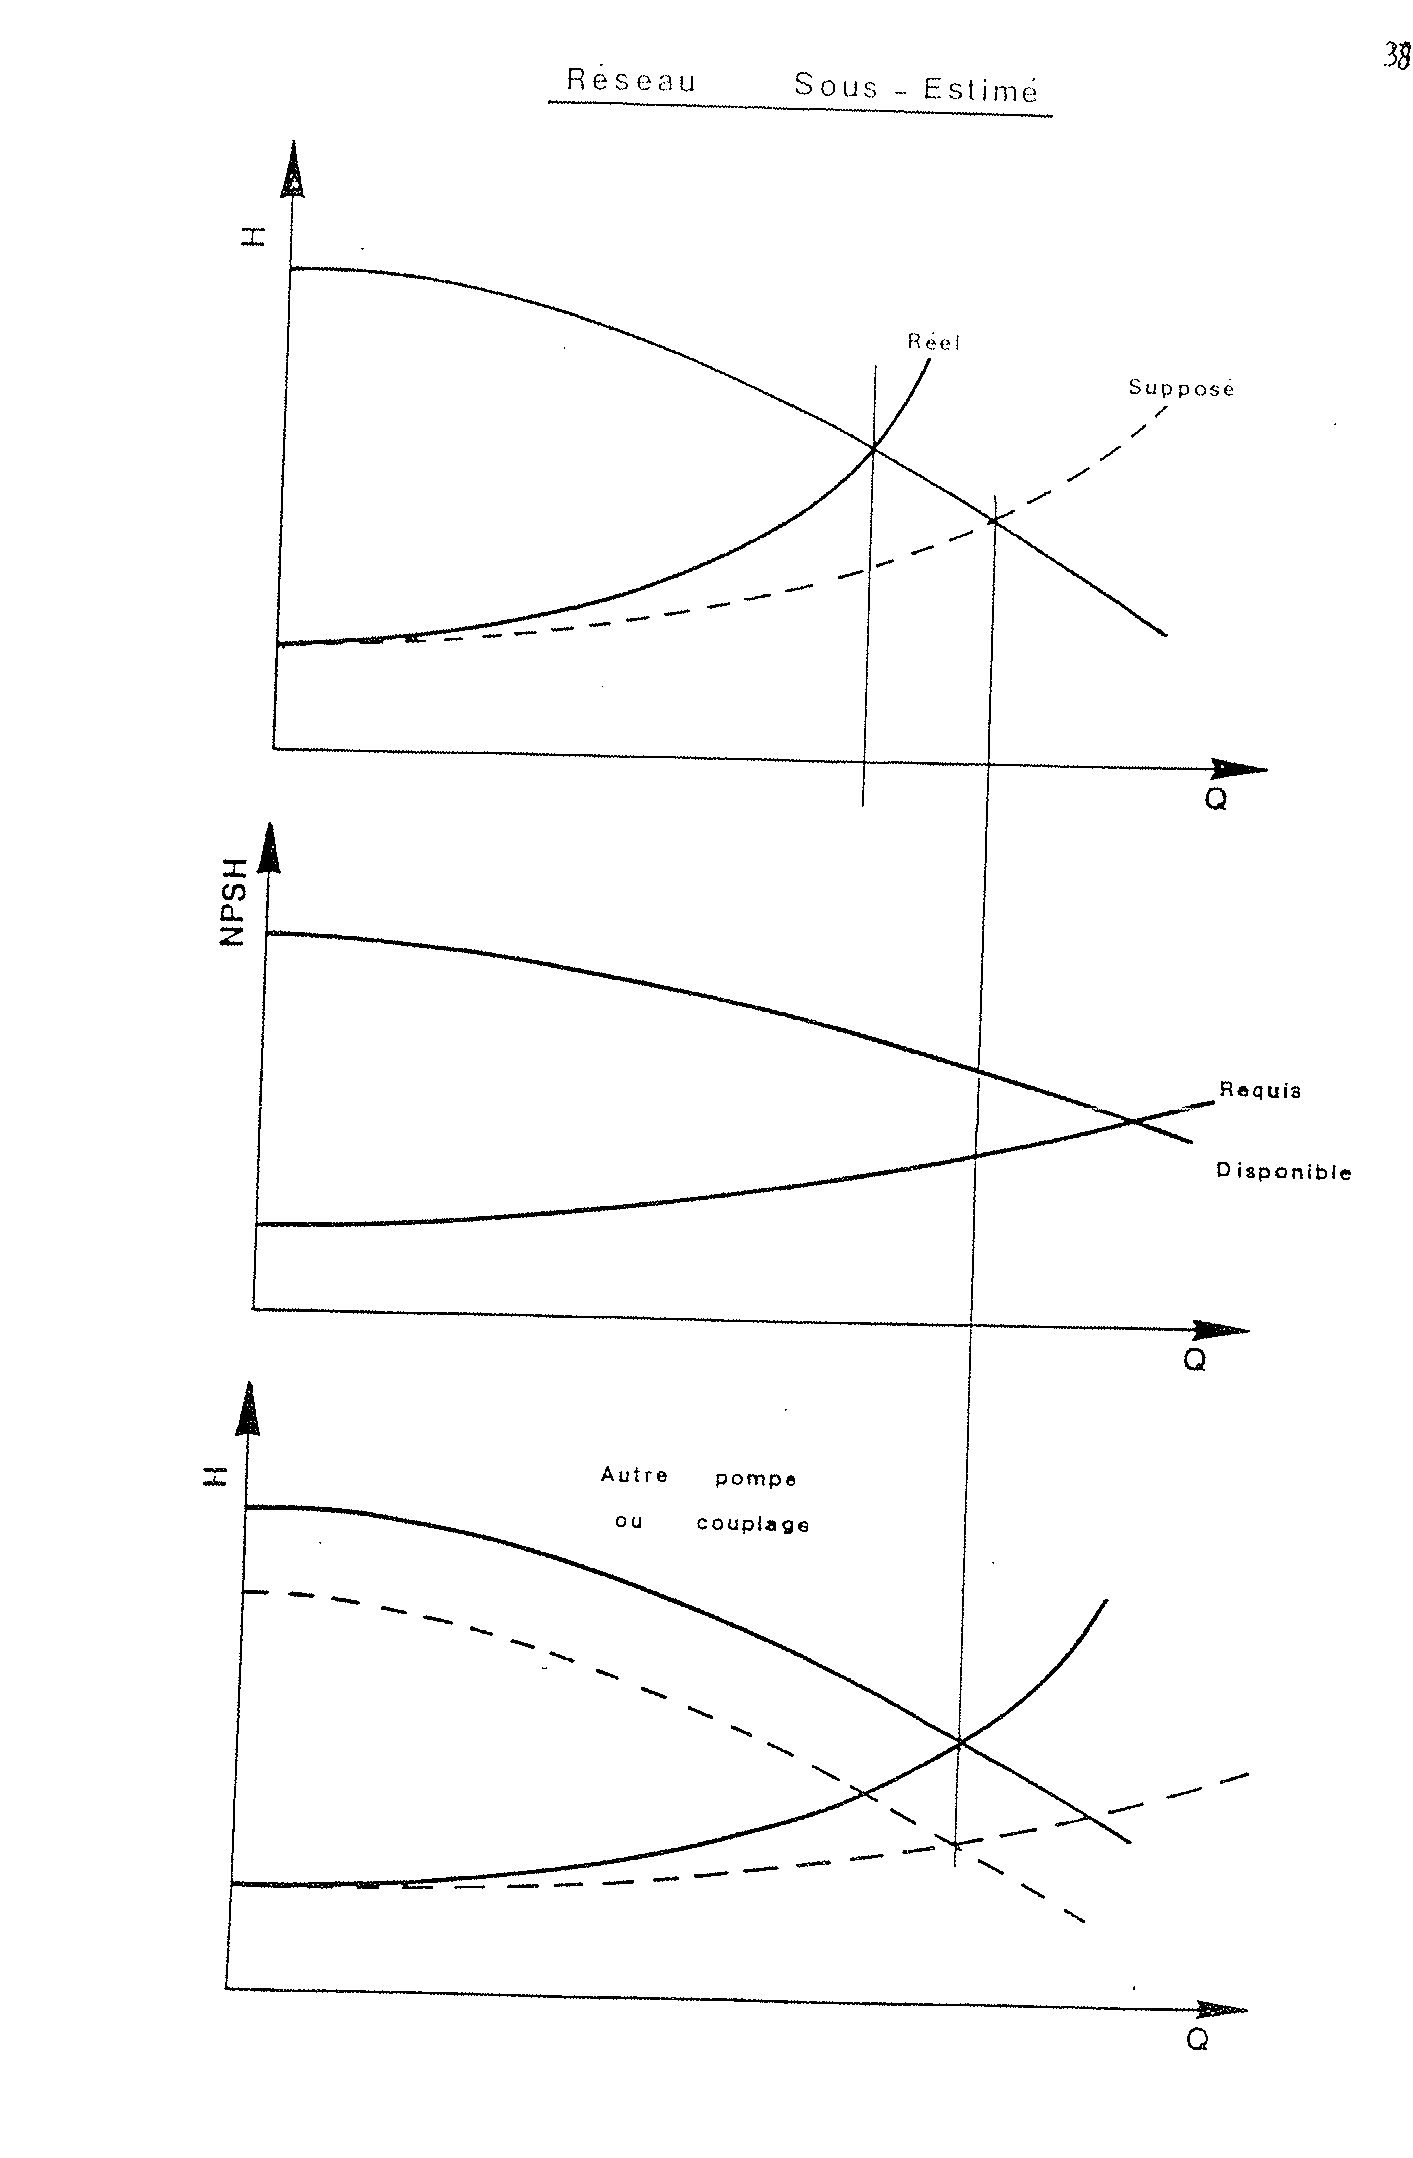 38
Réseau Sous - Estimé
H
Réel
Supposé
Q
NPSH
Requis
Disponible
Q
H
Autre pompe
ou couplage
Q